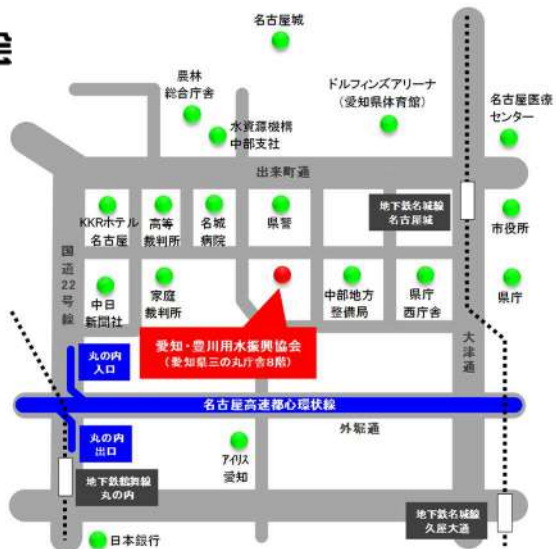 名古屋城
農林
総合庁舎
水資源機構
中部支社
ドルフィンズアリーナ
(愛知県体育館)
名古屋医療
センター
出来町通
地下鉄名城線
名古屋城
KKRホテル
名古屋
高等
裁判所
名城
病院
県警
市役所
国道22号線
中日
新聞社
家庭
裁判所
中部地方
整備局
県庁
西庁舎
県庁
愛知・豊川用水振興協会
(愛知県三の丸庁舎8階)
大津通
丸の内
入口
名古屋高速都心環状線
丸の内
出口
外堀通
アイリス
愛知
地下鉄鶴舞線
丸の内
地下鉄名城線
久屋大通
日本銀行